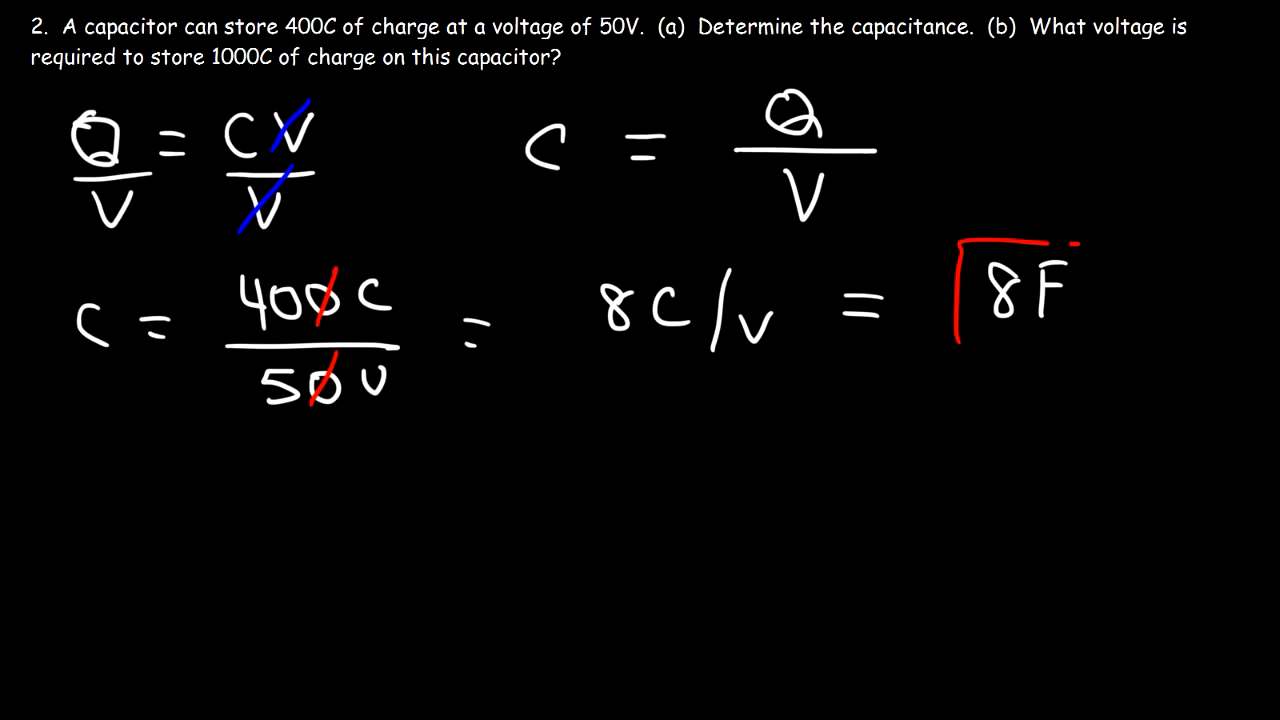 2. A capacitor can store 400C of charge at a voltage of 50V. (a) Determine the capacitance. (b) What voltage is
required to store 1000C of charge on this capacitor?
Q/V = CV/V C = Q/V
C = 400C/50V = 8C/V = 8F